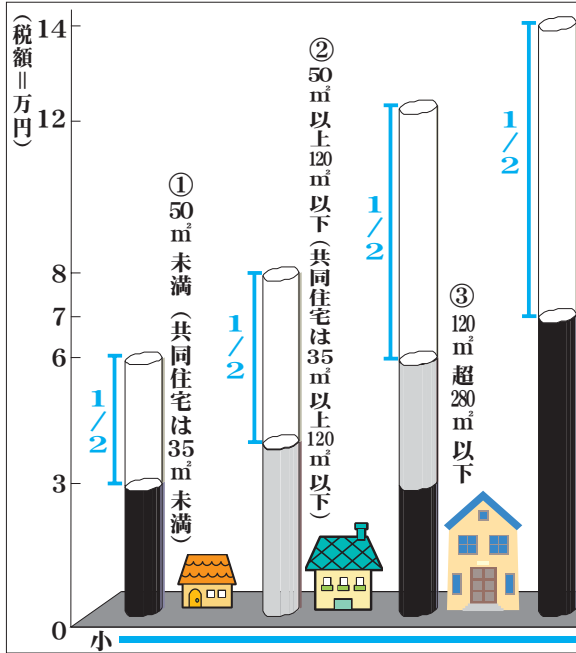 (税額=万円)
14
12
8
7
6
3
0
① 50㎡未満(共同住宅は35㎡未満)
② 50㎡以上120㎡以下(共同住宅は35㎡以上120㎡以下)
③ 120㎡超280㎡以下
1/2
1/2
1/2
1/2
小